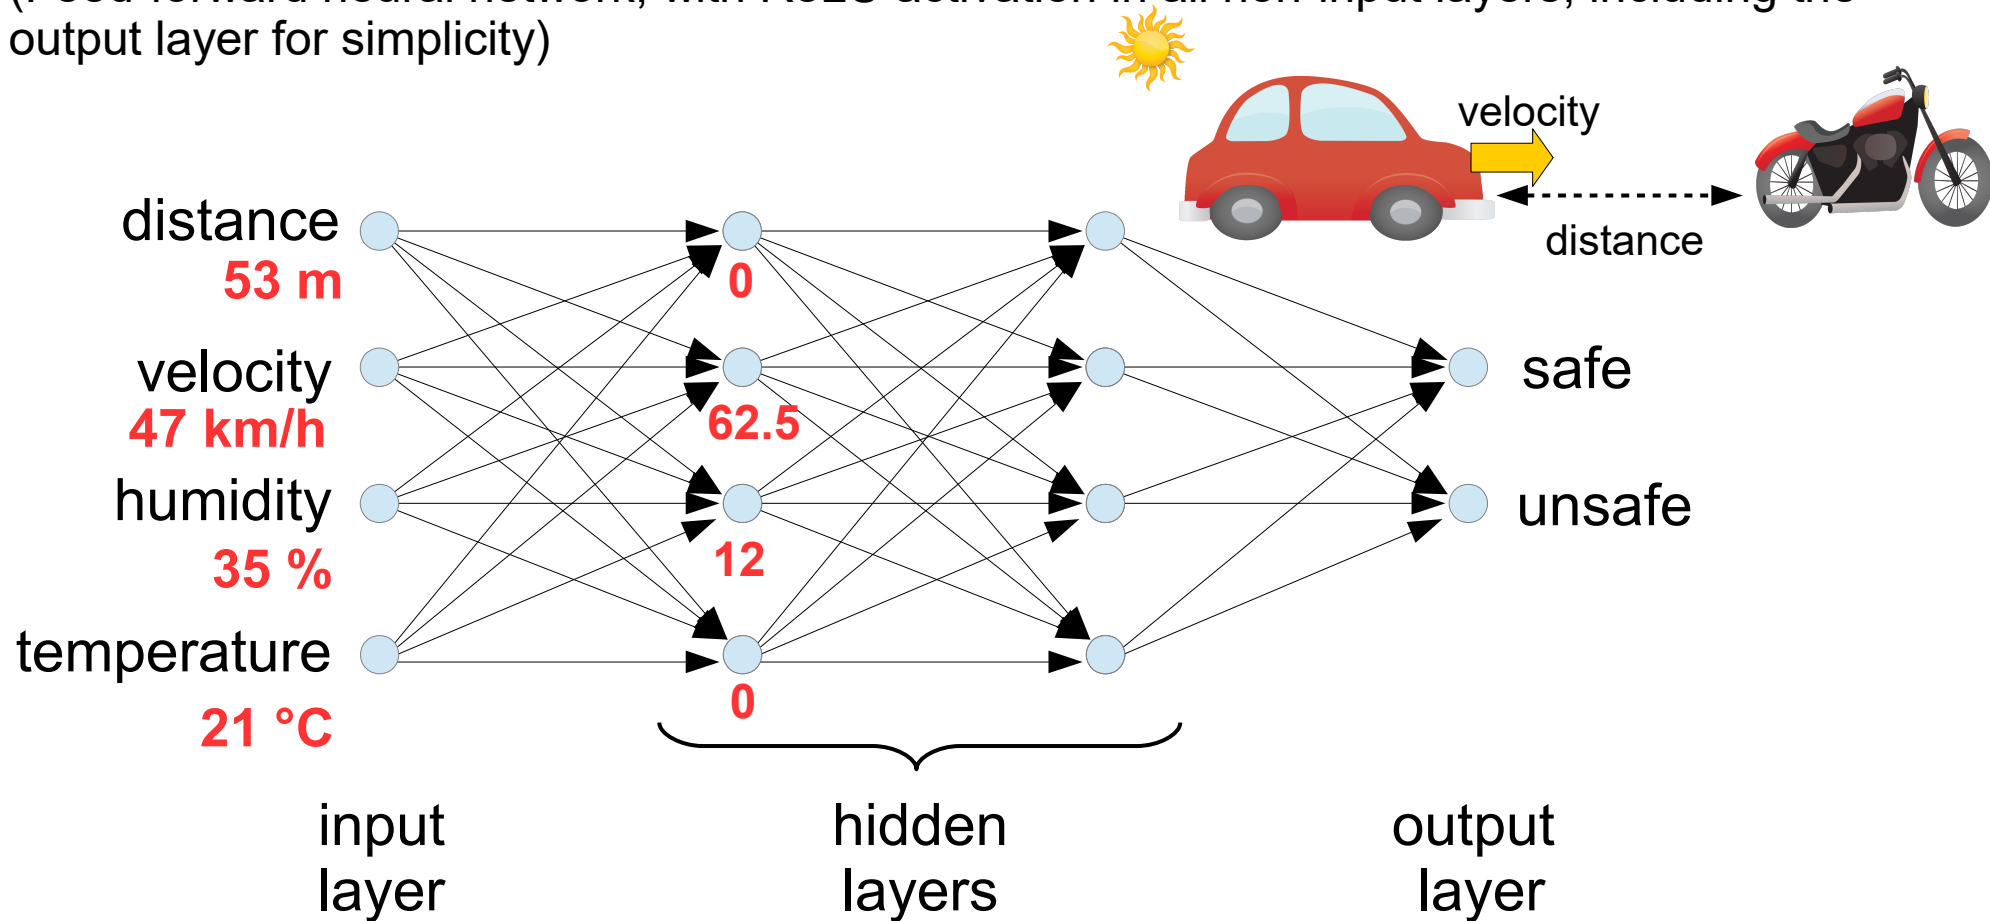 output layer for simplicity)
velocity
distance
distance
53 m
0
velocity
47 km/h
62.5
safe
humidity
35 %
12
unsafe
temperature
21 °C
0
input
layer
hidden
layers
output
layer